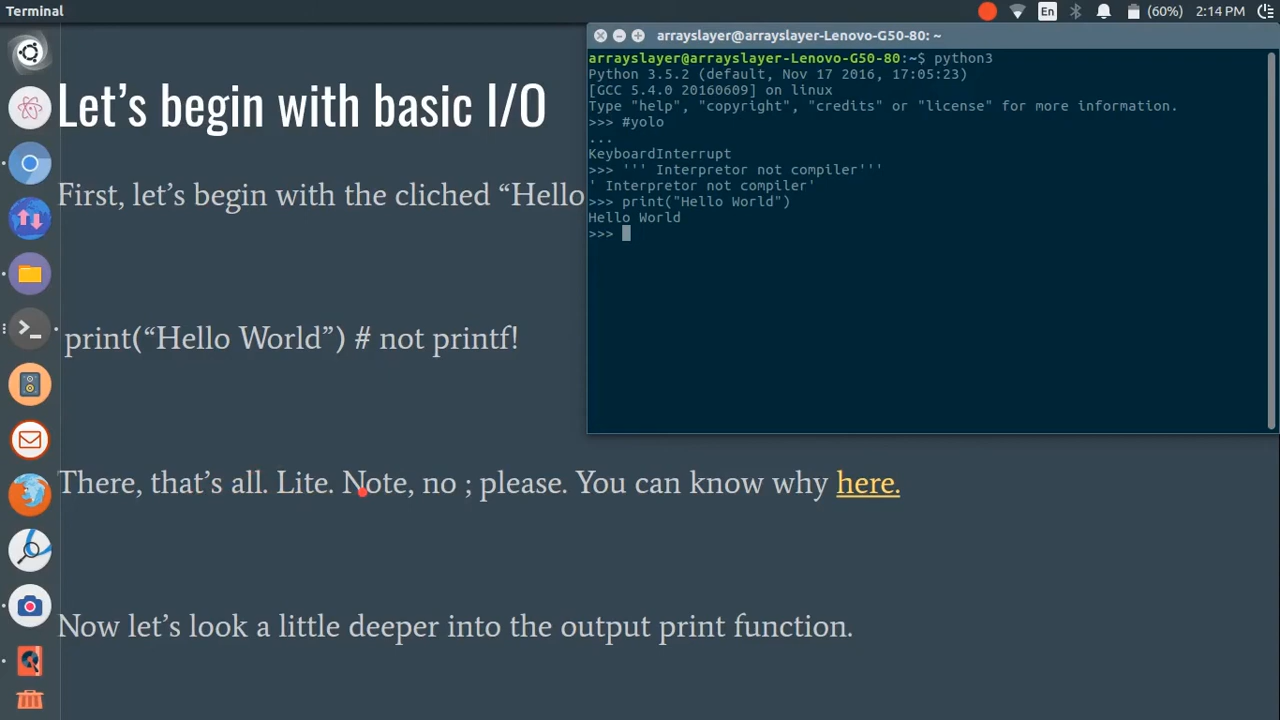 Terminal
En
(60%)
2:14 PM
Let’s begin with basic I/O
First, let’s begin with the cliched “Hello
print(“Hello World”) # not printf!
There, that’s all. Lite. Note, no ; please. You can know why here.
Now let’s look a little deeper into the output print function.
arrayslayer@arrayslayer-Lenovo-G50-80: ~
arrayslayer@arrayslayer-Lenovo-G50-80:~$ python3
Python 3.5.2 (default, Nov 17 2016, 17:05:23)
[GCC 5.4.0 20160609] on linux
Type "help", "copyright", "credits" or "license" for more information.
>>> #yolo
...
KeyboardInterrupt
>>> ''' Interpretor not compiler'''
' Interpretor not compiler'
>>> print("Hello World")
Hello World
>>>